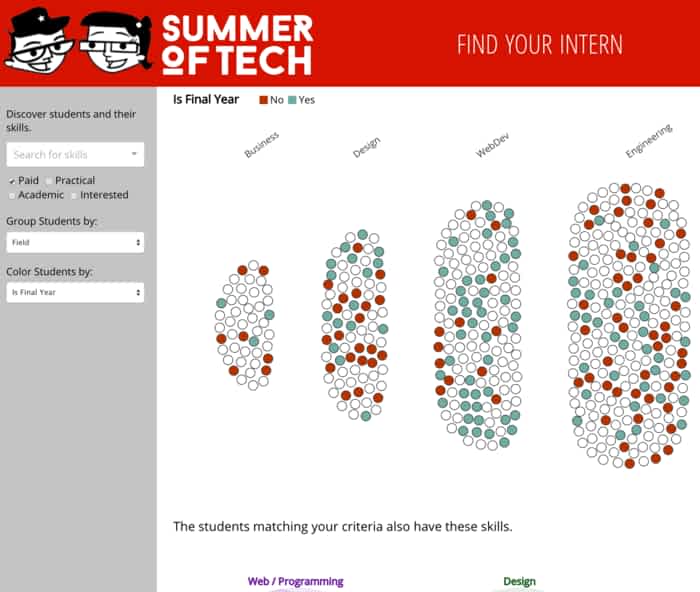 SUMMER
OF TECH
FIND YOUR INTERN
Discover students and their
skills.
Search for skills
Paid Practical
Academic Interested
Group Students by:
Field
Color Students by:
Is Final Year
Is Final Year No Yes
Business
Design
WebDev
Engineering
The students matching your criteria also have these skills.
Web / Programming
Design